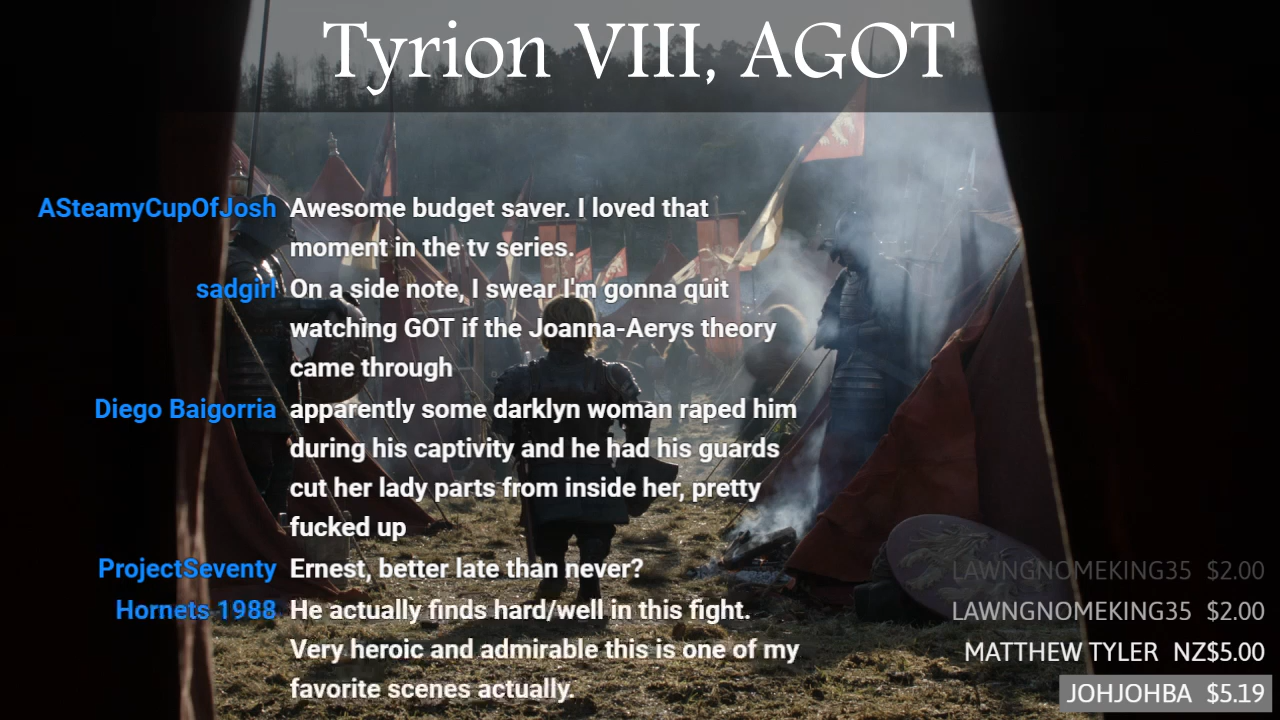 Tyrion VIII, AGOT
ASteamyCupOfJosh Awesome budget saver. I loved that
moment in the tv series.
sadgirl On a side note, I swear I'm gonna quit
watching GOT if the Joanna-Aerys theory
came through
Diego Baigorria apparently some darklyn woman raped him
during his captivity and he had his guards
cut her lady parts from inside her, pretty
fucked up
ProjectSeventy Ernest, better late than never?
Hornets 1988 He actually finds hard/well in this fight.
Very heroic and admirable this is one of my
favorite scenes actually.
LAWNGNOMEKING35 $2.00
LAWNGNOMEKING35 $2.00
MATTHEW TYLER NZ$5.00
JOHJOHBA $5.19